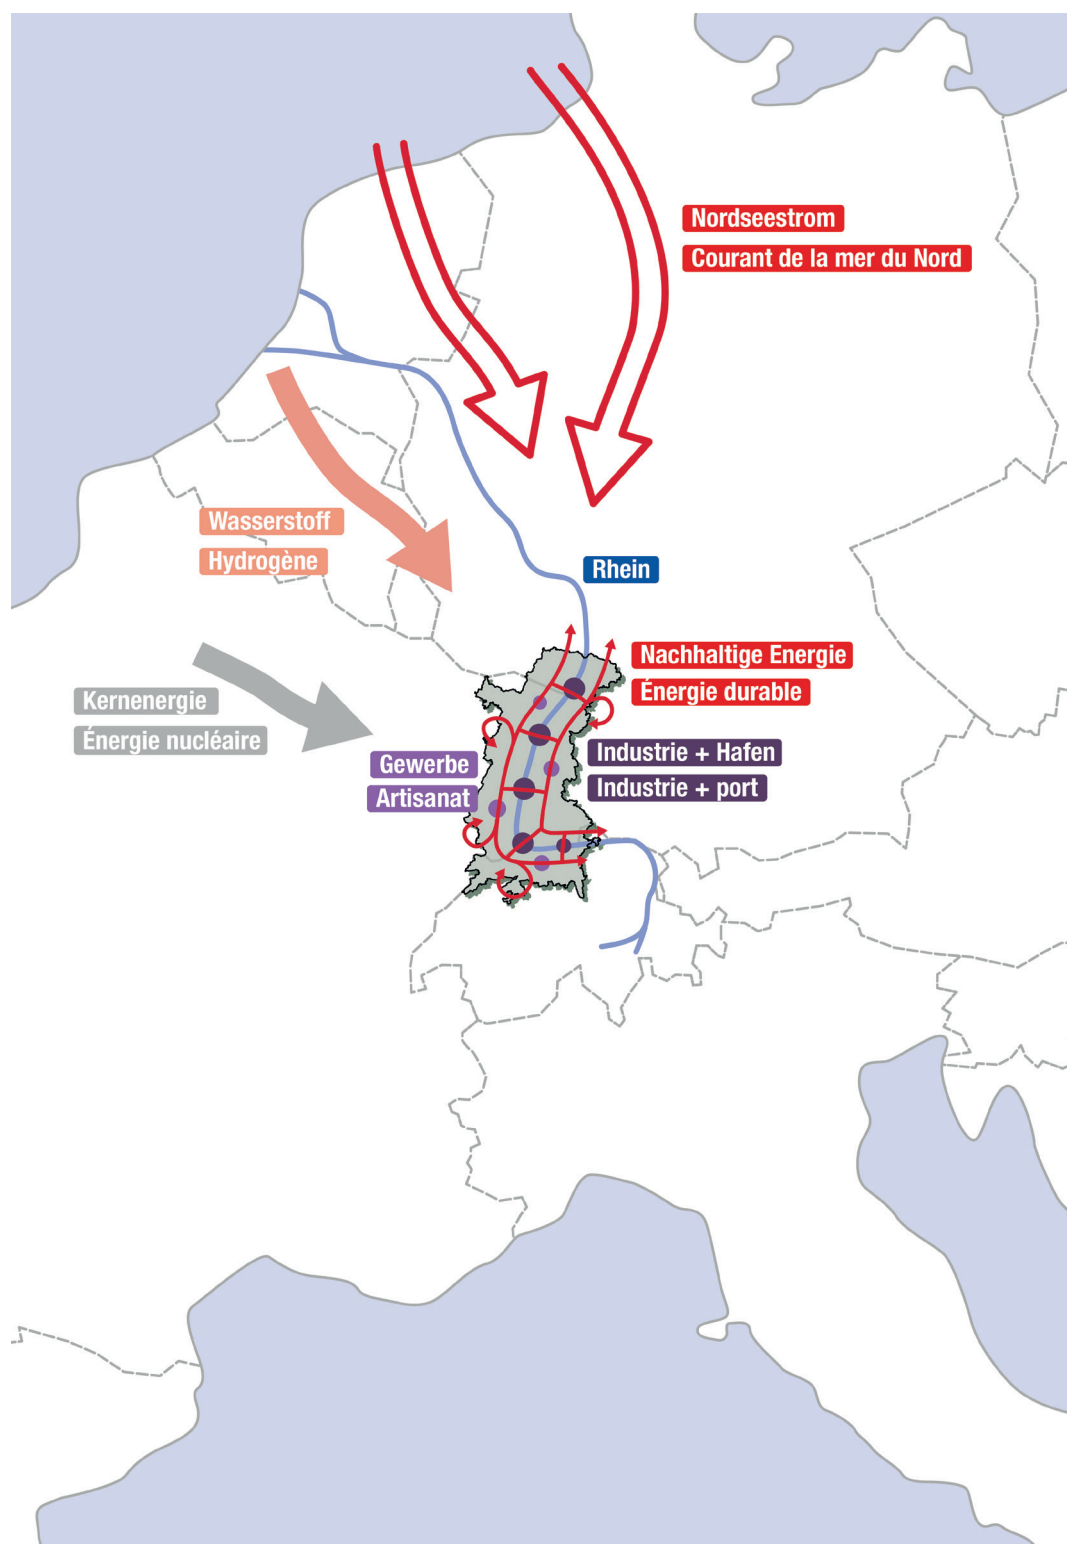 Nordseestrom
Courant de la mer du Nord
Wasserstoff
Hydrogène
Rhein
Nachhaltige Energie
Énergie durable
Kernenergie
Énergie nucléaire
Gewerbe
Artisanat
Industrie + Hafen
Industrie + port